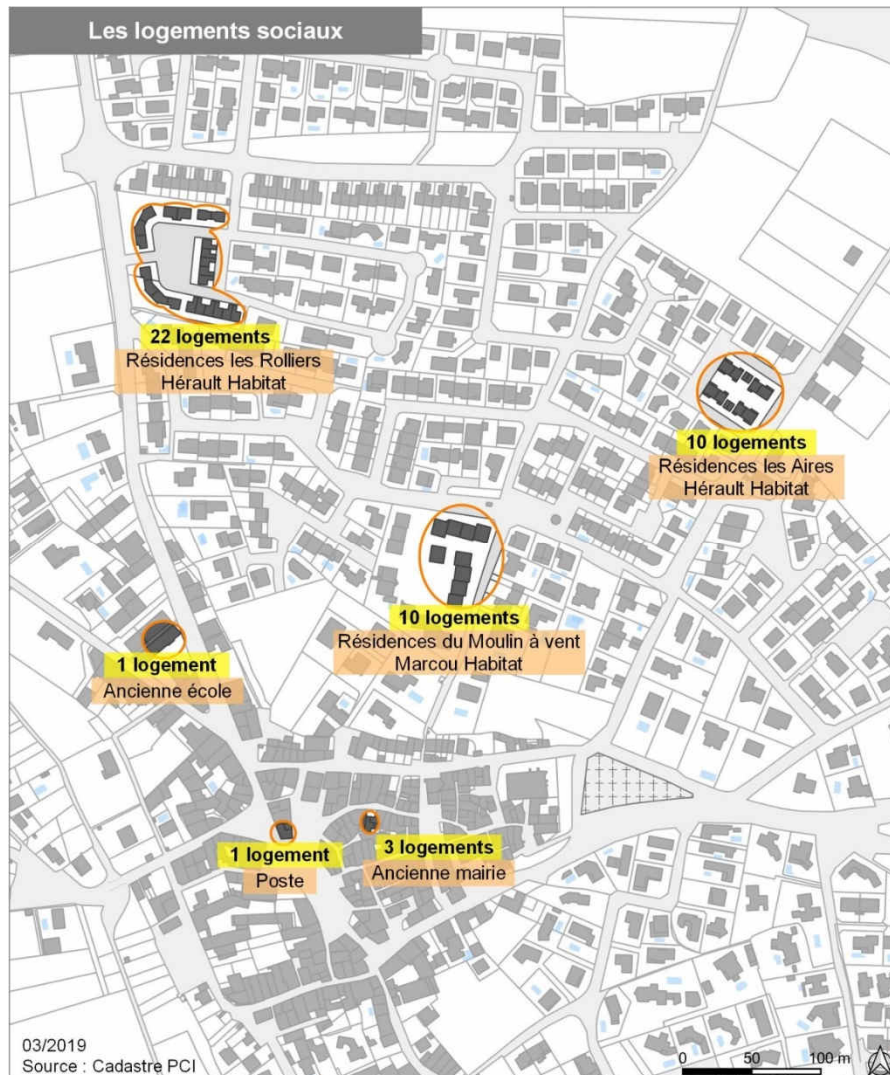 Les logements sociaux
22 logements
Résidences les Rolliers
Hérault Habitat
10 logements
Résidences les Aires
Hérault Habitat
10 logements
Résidences du Moulin à vent
Marcou Habitat
1 logement
Ancienne école
1 logement
Poste
3 logements
Ancienne mairie
03/2019
Source : Cadastre PCI
0 50 100 m